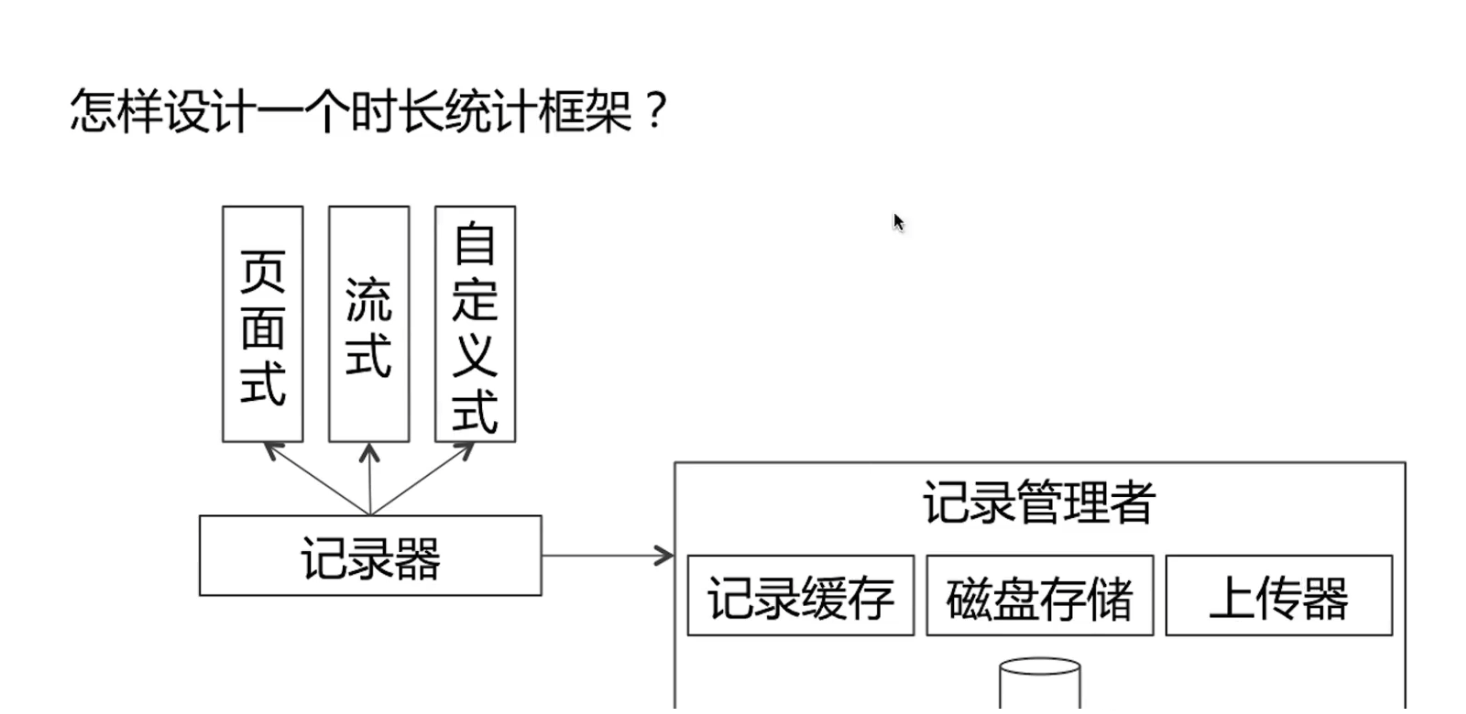 怎样设计一个时长统计框架？
页面式
流式
自定义式
记录器
记录管理者
记录缓存
磁盘存储
上传器